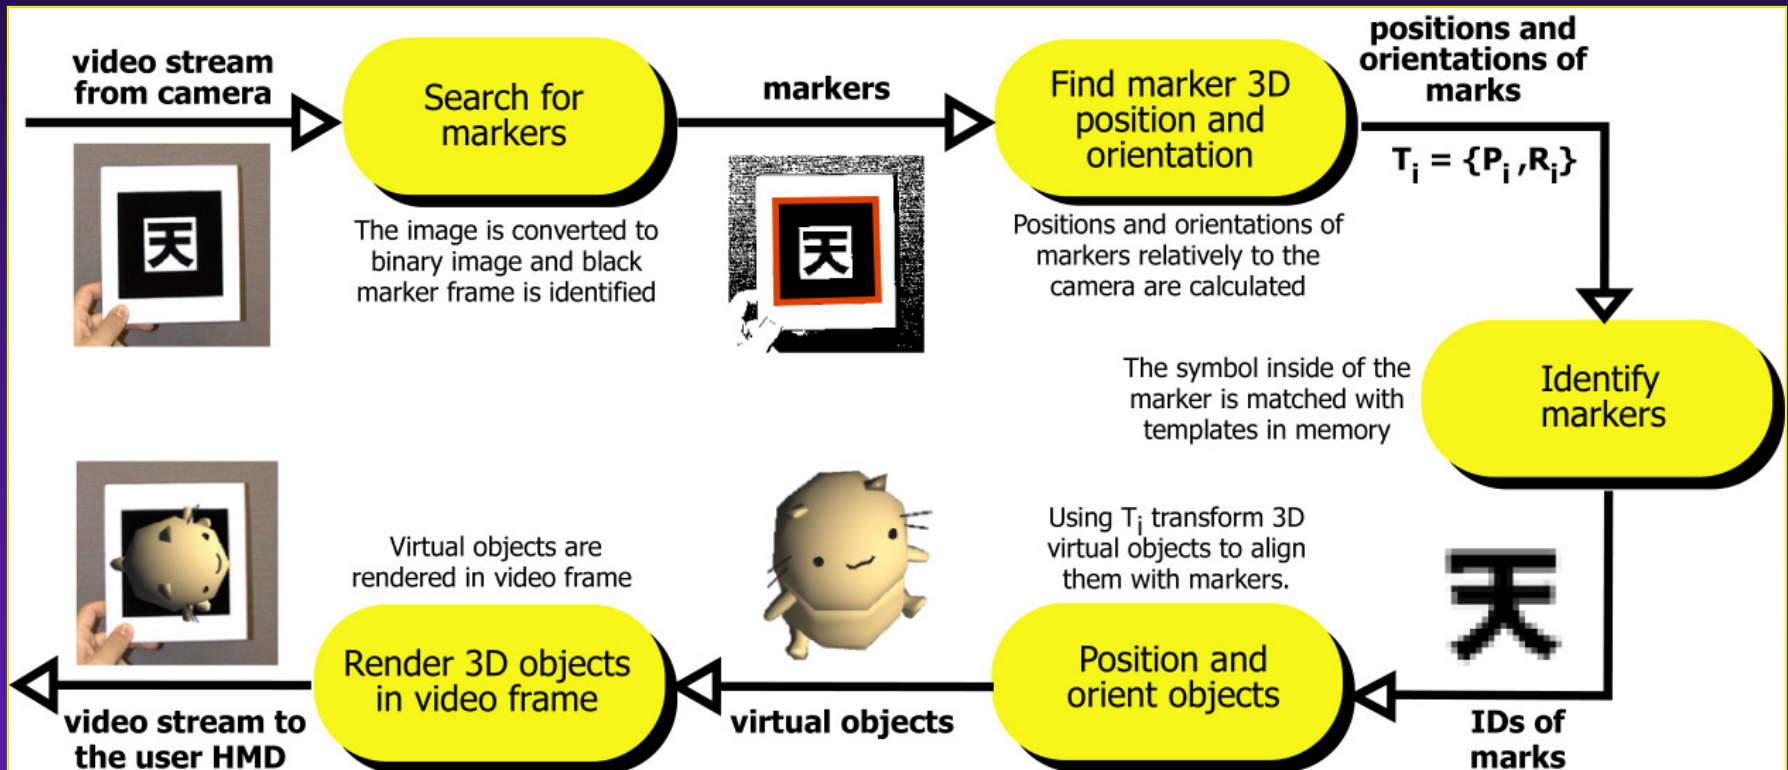 video stream
from camera
Search for
markers
The image is converted to
binary image and black
marker frame is identified
天
markers
天
Find marker 3D
position and
orientation
Positions and orientations of
markers relatively to the
camera are calculated
positions and
orientations of
marks
Tᵢ = {Pᵢ ,Rᵢ}
Identify
markers
The symbol inside of the
marker is matched with
templates in memory
天
IDs of
marks
Position and
orient objects
Using Tᵢ transform 3D
virtual objects to align
them with markers.
virtual objects
Render 3D objects
in video frame
Virtual objects are
rendered in video frame
video stream to
the user HMD